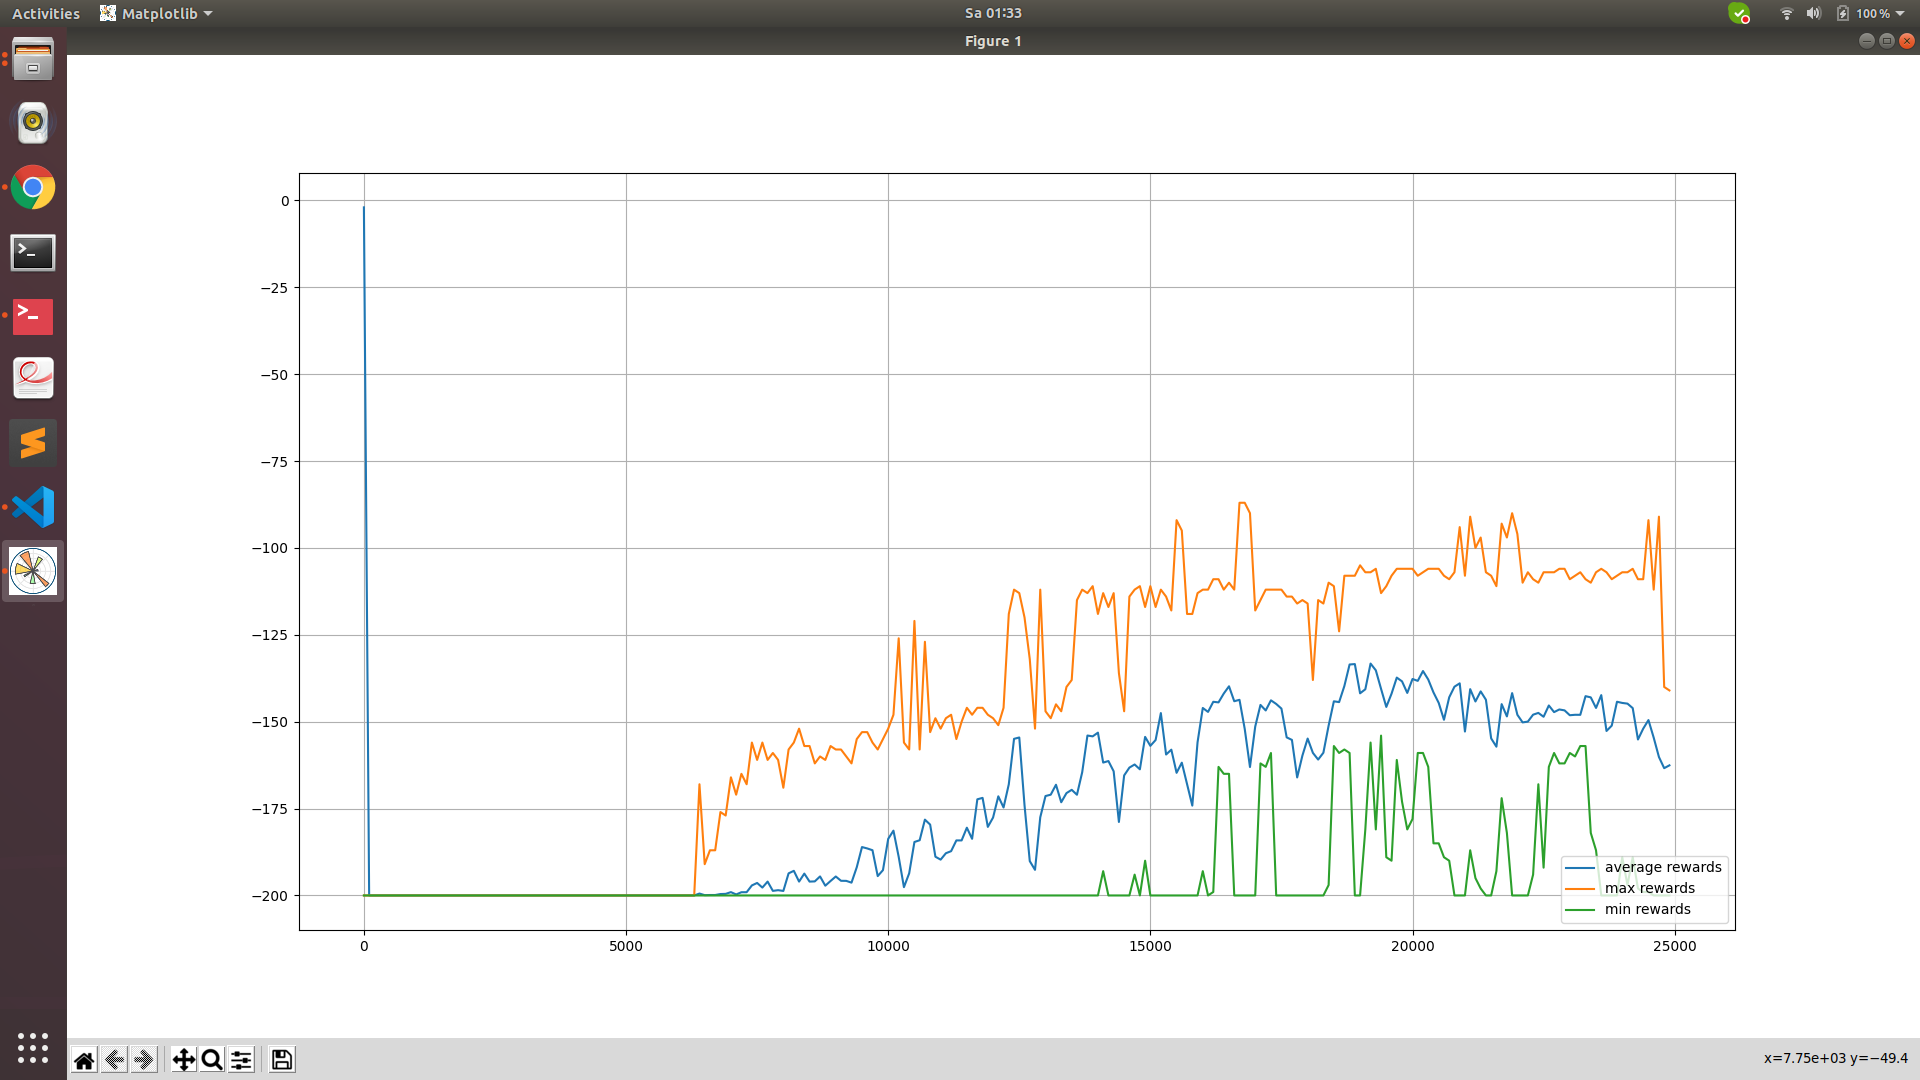 Activities Matplotlib Sa 01:33 100 %
Figure 1
0
−25
−50
−75
−100
−125
−150
−175
−200
average rewards
max rewards
min rewards
0 5000 10000 15000 20000 25000
x=7.75e+03 y=−49.4